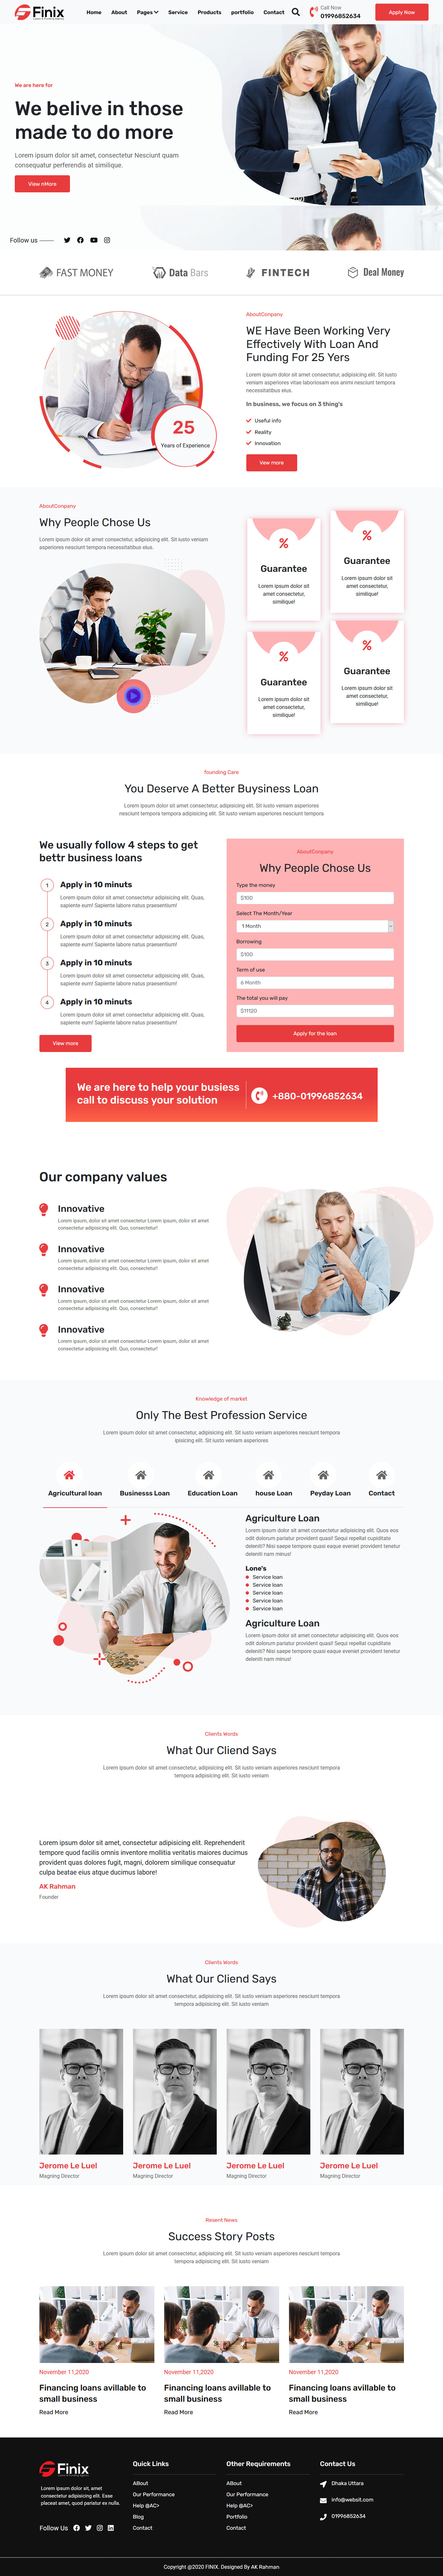 Finix
Home About Pages Service Products portfolio Contact
Call Now
01996852634
Apply Now
We are here for
We belive in those
made to do more
Lorem ipsum dolor sit amet, consectetur Nesciunt quam
consequatur perferendis at similique.
View nMore
Follow us
FAST MONEY
Data Bars
FINTECH
Deal Money
AboutConpany
WE Have Been Working Very
Effectively With Loan And
Funding For 25 Yers
Lorem ipsum dolor sit amet consectetur, adipisicing elit. Sit iusto
veniam asperiores vitae laboriosam eos animi nesciunt tempora
necessitatibus eius.
In business, we focus on 3 thing's
Useful info
Reality
Innovation
Vew more
25
Years of Experience
AboutConpany
Why People Chose Us
Lorem ipsum dolor sit amet consectetur, adipisicing elit. Sit iusto veniam
asperiores nesciunt tempora necessitatibus eius.
%
Guarantee
Lorem ipsum dolor sit
amet consectetur,
similique!
%
Guarantee
Lorem ipsum dolor sit
amet consectetur,
similique!
%
Guarantee
Lorem ipsum dolor sit
amet consectetur,
similique!
%
Guarantee
Lorem ipsum dolor sit
amet consectetur,
similique!
founding Care
You Deserve A Better Buysiness Loan
Lorem ipsum dolor sit amet consectetur, adipisicing elit. Sit iusto veniam asperiores
nesciunt tempora adipisicing elit. Sit iusto veniam asperiores nesciunt tempora
We usually follow 4 steps to get
bettr business loans
1
Apply in 10 minuts
Lorem ipsum dolor sit amet consectetur adipisicing elit. Quas,
sapiente eum! Sapiente labore natus praesentium!
2
Apply in 10 minuts
Lorem ipsum dolor sit amet consectetur adipisicing elit. Quas,
sapiente eum! Sapiente labore natus praesentium!
3
Apply in 10 minuts
Lorem ipsum dolor sit amet consectetur adipisicing elit. Quas,
sapiente eum! Sapiente labore natus praesentium!
4
Apply in 10 minuts
Lorem ipsum dolor sit amet consectetur adipisicing elit. Quas,
sapiente eum! Sapiente labore natus praesentium!
View more
AboutConpany
Why People Chose Us
Type the money
$100
Select The Month/Year
1 Month
Borrowing
$100
Term of use
6 Month
The total you will pay
$11120
Apply for the loan
We are here to help your busiess
call to discuss your solution
+880-01996852634
Our company values
Innovative
Lorem ipsum, dolor sit amet consectetur Lorem ipsum, dolor sit amet
consectetur adipisicing elit. Quo, consectetur!
Innovative
Lorem ipsum, dolor sit amet consectetur Lorem ipsum, dolor sit amet
consectetur adipisicing elit. Quo, consectetur!
Innovative
Lorem ipsum, dolor sit amet consectetur Lorem ipsum, dolor sit amet
consectetur adipisicing elit. Quo, consectetur!
Innovative
Lorem ipsum, dolor sit amet consectetur Lorem ipsum, dolor sit amet
consectetur adipisicing elit. Quo, consectetur!
Knowledge of market
Only The Best Profession Service
Lorem ipsum dolor sit amet consectetur, adipisicing elit. Sit iusto veniam asperiores nesciunt tempora
ipisicing elit. Sit iusto veniam asperiores
Agricultural loan
Businesss Loan
Education Loan
house Loan
Peyday Loan
Contact
Agriculture Loan
Lorem ipsum dolor sit amet consectetur adipisicing elit. Quos eos
odit dolorum pariatur provident quasi! Sequi repellat cupiditate
deleniti? Nisi saepe tempore quasi eaque eveniet provident tenetur
deleniti nam minus!
Lone's
Service loan
Service loan
Service loan
Service loan
Service loan
Agriculture Loan
Lorem ipsum dolor sit amet consectetur adipisicing elit. Quos eos
odit dolorum pariatur provident quasi! Sequi repellat cupiditate
deleniti? Nisi saepe tempore quasi eaque eveniet provident tenetur
deleniti nam minus!
Clients Words
What Our Cliend Says
Lorem ipsum dolor sit amet consectetur, adipisicing elit. Sit iusto veniam asperiores nesciunt tempora
tempora adipisicing elit. Sit iusto veniam
Lorem ipsum dolor sit amet, consectetur adipisicing elit. Reprehenderit
tempore quod facilis omnis inventore mollitia veritatis maiores ducimus
provident quas dolores fugit, magni, dolorem similique consequatur
culpa beatae eius atque ducimus labore!
AK Rahman
Founder
Clients Words
What Our Cliend Says
Lorem ipsum dolor sit amet consectetur, adipisicing elit. Sit iusto veniam asperiores nesciunt tempora
tempora adipisicing elit. Sit iusto veniam
Jerome Le Luel
Magning Director
Jerome Le Luel
Magning Director
Jerome Le Luel
Magning Director
Jerome Le Luel
Magning Director
Resent News
Success Story Posts
Lorem ipsum dolor sit amet consectetur, adipisicing elit. Sit iusto veniam asperiores nesciunt tempora
tempora adipisicing elit. Sit iusto veniam
November 11,2020
Financing loans avillable to
small business
Read More
November 11,2020
Financing loans avillable to
small business
Read More
November 11,2020
Financing loans avillable to
small business
Read More
Finix
Lorem ipsum dolor sit amet,
consectetur adipisicing elit. Esse
placeat amet, quod pariatur ex nulla.
Follow Us
Quick Links
ABout
Our Performance
Help @AC>
Blog
Contact
Other Requirements
ABout
Our Performance
Help @AC>
Portfolio
Contact
Contact Us
Dhaka Uttara
info@websit.com
01996852634
Copyright @2020 FINIX. Designed By AK Rahman